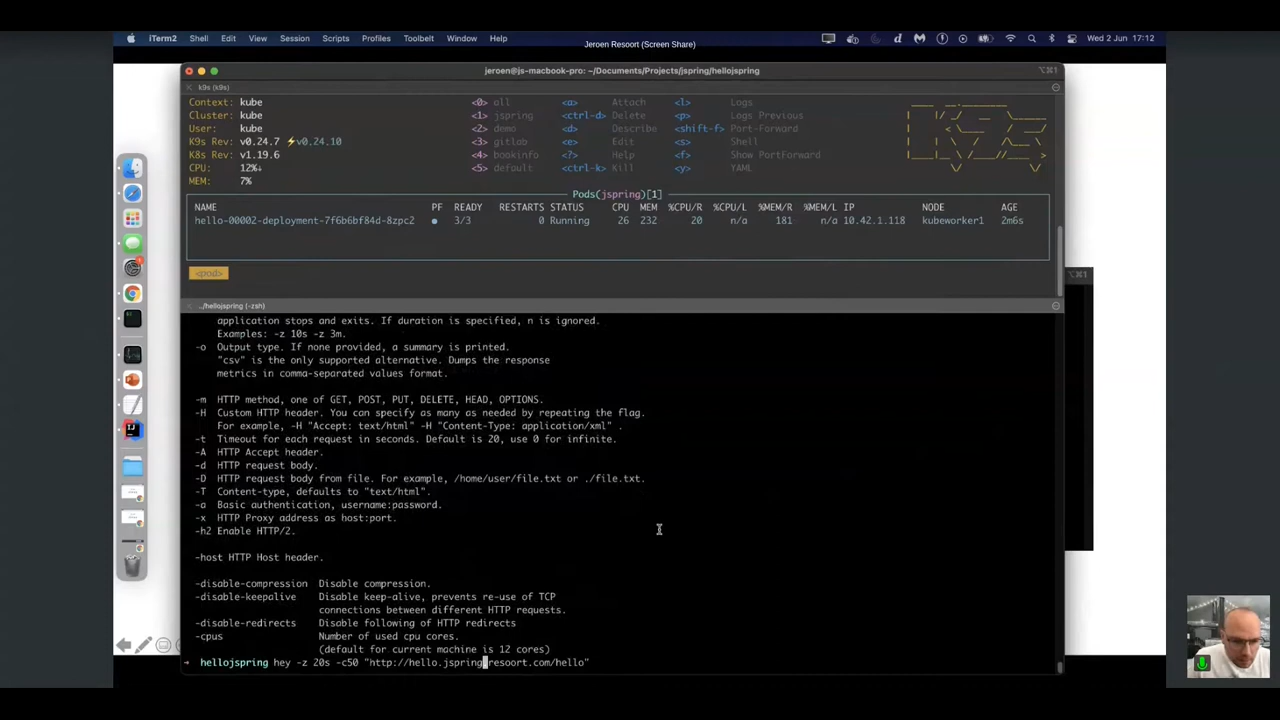 Jeroen Resoort (Screen Share)
iTerm2 Shell Edit View Session Scripts Profiles Toolbelt Window Help Wed 2 Jun 17:12
jeroen@js-macbook-pro: ~/Documents/Projects/jspring/hellojspring ⌥⌘1
k9s (k9s)
Context: kube <0> all <a> Attach <l> Logs
Cluster: kube <1> jspring <ctrl-d> Delete <p> Logs Previous
User: kube <2> demo <d> Describe <shift-f> Port-Forward
K9s Rev: v0.24.7 ⚡v0.24.10 <3> gitlab <e> Edit <s> Shell
K8s Rev: v1.19.6 <4> bookinfo <?> Help <f> Show PortForward
CPU: 12%↓ <5> default <ctrl-k> Kill <y> YAML
MEM: 7%
Pods(jspring)[1]
NAME PF READY RESTARTS STATUS CPU MEM %CPU/R %CPU/L %MEM/R %MEM/L IP NODE AGE
hello-00002-deployment-7f6b6bf84d-8zpc2 ● 3/3 0 Running 26 232 20 n/a 181 n/a 10.42.1.118 kubeworker1 2m6s
<pod>
⌥⌘1
../hellojspring (-zsh)
application stops and exits. If duration is specified, n is ignored.
Examples: -z 10s -z 3m.
-o Output type. If none provided, a summary is printed.
"csv" is the only supported alternative. Dumps the response
metrics in comma-separated values format.
-m HTTP method, one of GET, POST, PUT, DELETE, HEAD, OPTIONS.
-H Custom HTTP header. You can specify as many as needed by repeating the flag.
For example, -H "Accept: text/html" -H "Content-Type: application/xml" .
-t Timeout for each request in seconds. Default is 20, use 0 for infinite.
-A HTTP Accept header.
-d HTTP request body.
-D HTTP request body from file. For example, /home/user/file.txt or ./file.txt.
-T Content-type, defaults to "text/html".
-a Basic authentication, username:password.
-x HTTP Proxy address as host:port.
-h2 Enable HTTP/2.
-host HTTP Host header.
-disable-compression Disable compression.
-disable-keepalive Disable keep-alive, prevents re-use of TCP
connections between different HTTP requests.
-disable-redirects Disable following of HTTP redirects
-cpus Number of used cpu cores.
(default for current machine is 12 cores)
➜ hellojspring hey -z 20s -c50 "http://hello.jspring.resoort.com/hello"